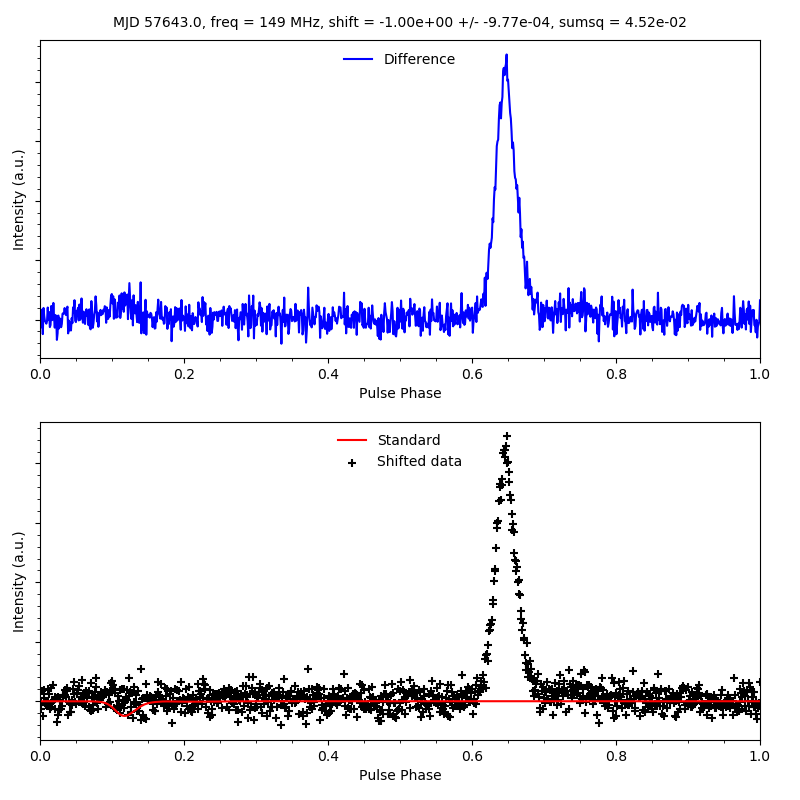 MJD 57643.0, freq = 149 MHz, shift = -1.00e+00 +/- -9.77e-04, sumsq = 4.52e-02
Difference
Intensity (a.u.)
0.0 0.2 0.4 0.6 0.8 1.0
Pulse Phase
Standard
Shifted data
Intensity (a.u.)
0.0 0.2 0.4 0.6 0.8 1.0
Pulse Phase